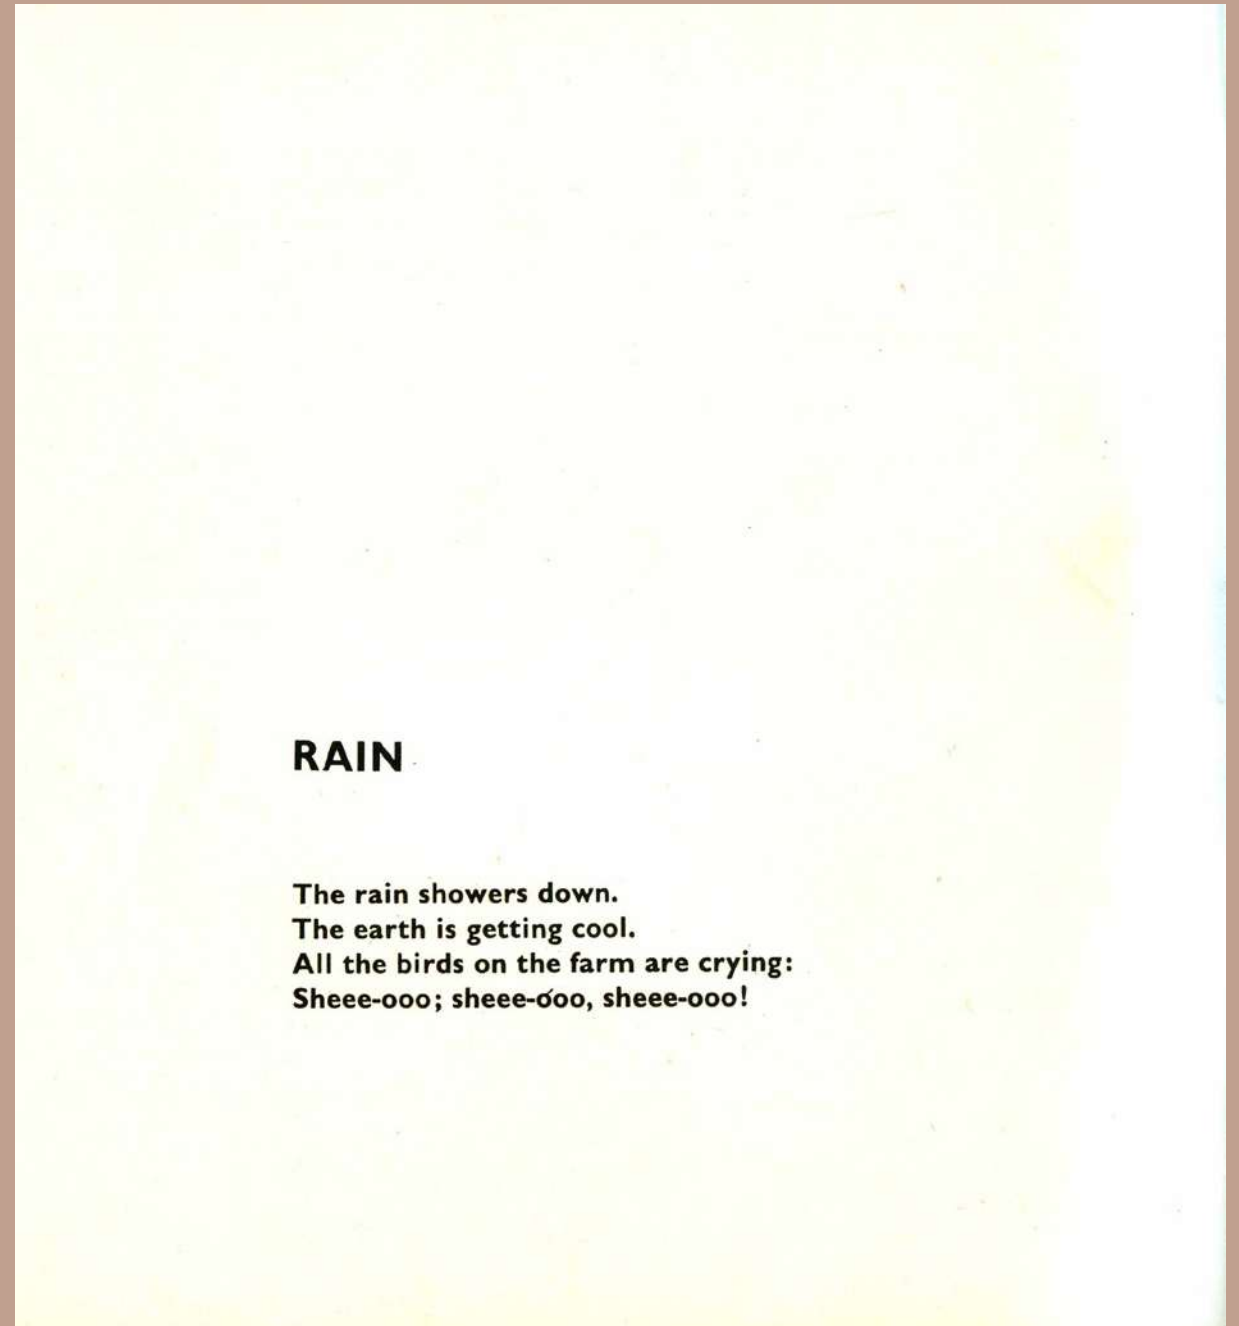 RAIN
The rain showers down.
The earth is getting cool.
All the birds on the farm are crying:
Sheee-ooo; sheee-óoo, sheee-ooo!